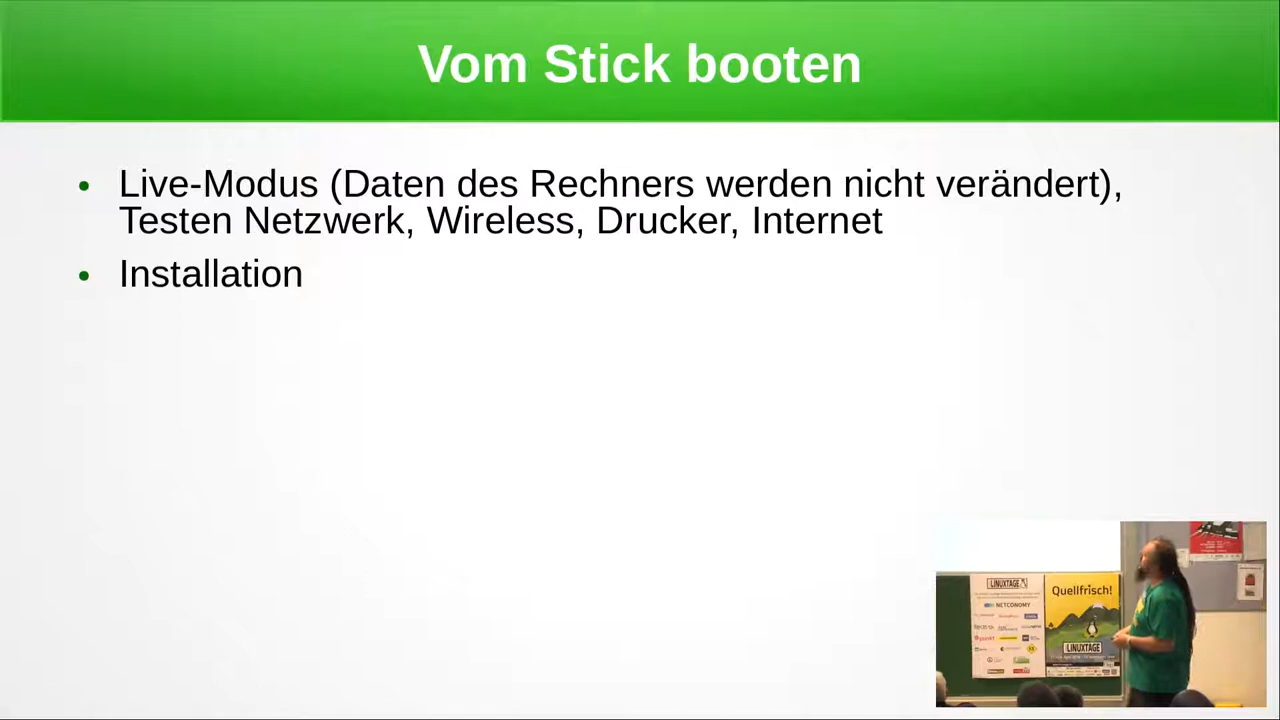 Vom Stick booten
Live-Modus (Daten des Rechners werden nicht verändert),
Testen Netzwerk, Wireless, Drucker, Internet
Installation
LINUXTAGE
NETCONOMY
Quellfrisch!
LINUXTAGE